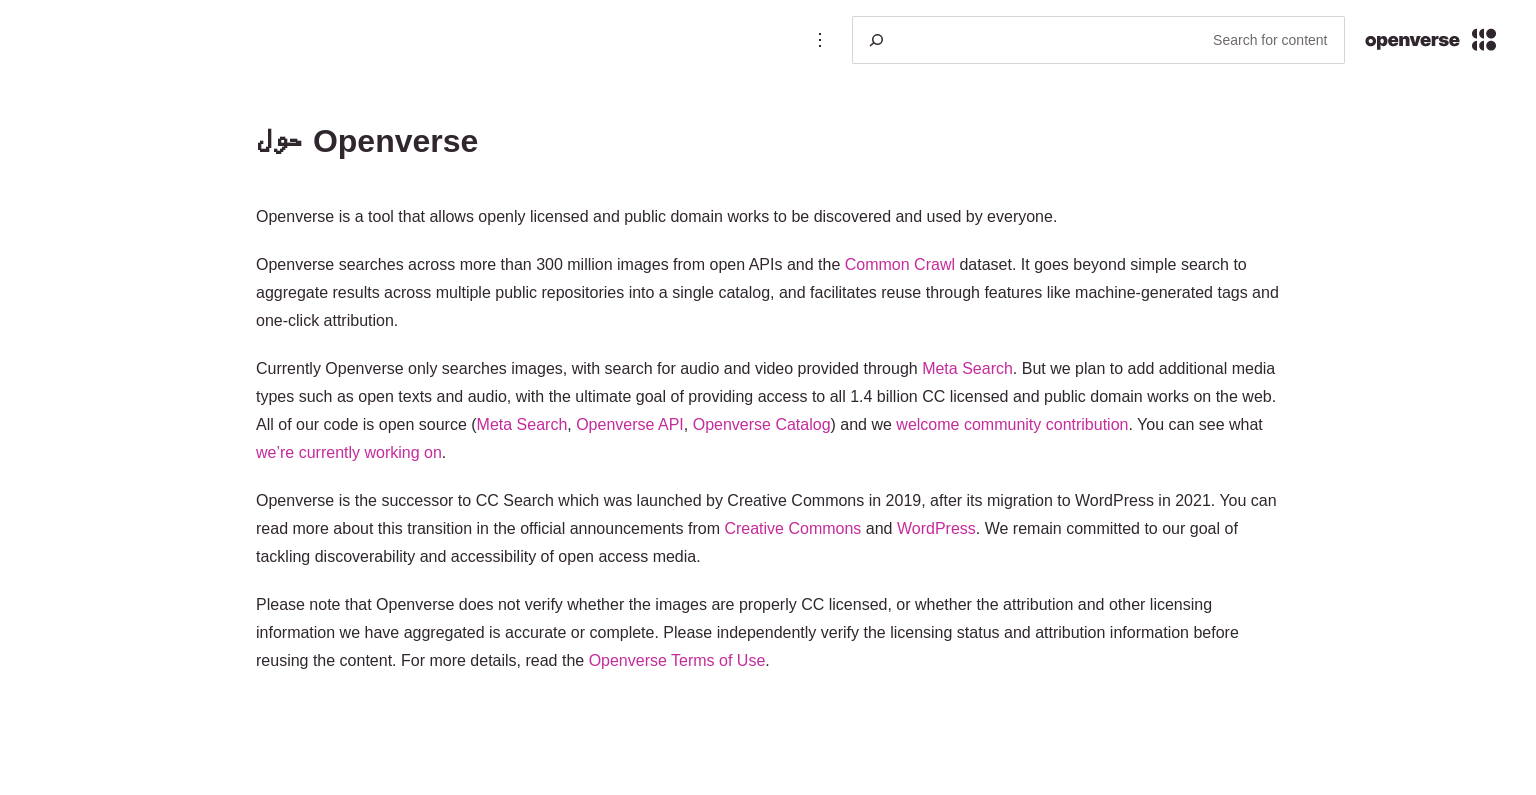 Search for content
openverse
حول Openverse
Openverse is a tool that allows openly licensed and public domain works to be discovered and used by everyone.
Openverse searches across more than 300 million images from open APIs and the Common Crawl dataset. It goes beyond simple search to
aggregate results across multiple public repositories into a single catalog, and facilitates reuse through features like machine-generated tags and
one-click attribution.
Currently Openverse only searches images, with search for audio and video provided through Meta Search. But we plan to add additional media
types such as open texts and audio, with the ultimate goal of providing access to all 1.4 billion CC licensed and public domain works on the web.
All of our code is open source (Meta Search, Openverse API, Openverse Catalog) and we welcome community contribution. You can see what
we're currently working on.
Openverse is the successor to CC Search which was launched by Creative Commons in 2019, after its migration to WordPress in 2021. You can
read more about this transition in the official announcements from Creative Commons and WordPress. We remain committed to our goal of
tackling discoverability and accessibility of open access media.
Please note that Openverse does not verify whether the images are properly CC licensed, or whether the attribution and other licensing
information we have aggregated is accurate or complete. Please independently verify the licensing status and attribution information before
reusing the content. For more details, read the Openverse Terms of Use.